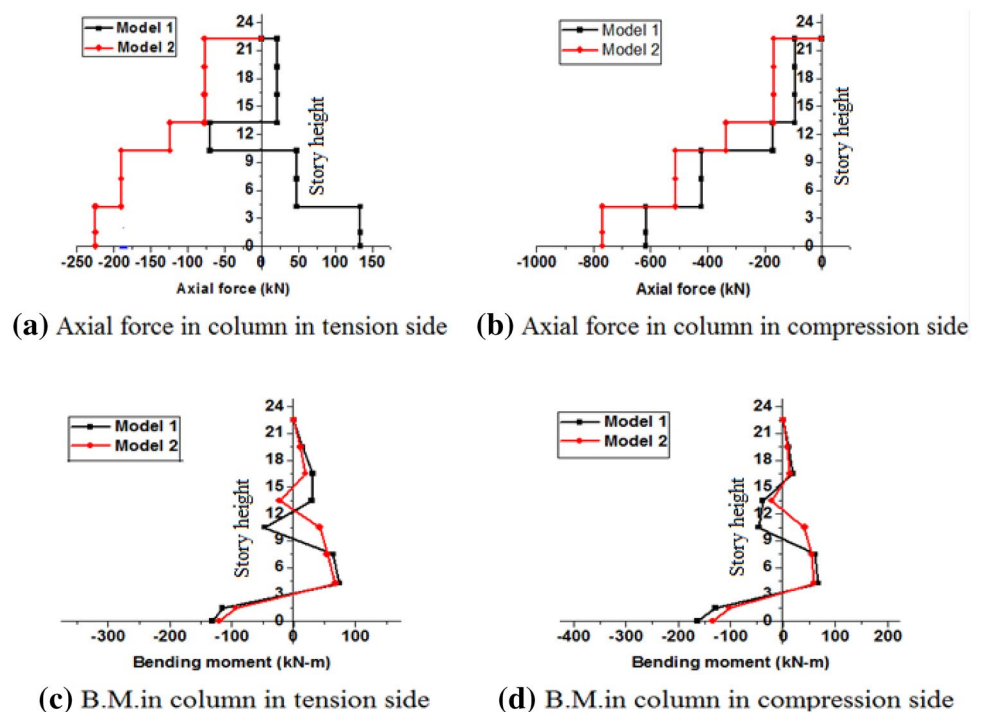 Model 1
Model 2
24
21
18
15
12
9
6
3
0
Story height
-250 -200 -150 -100 -50 0 50 100 150
Axial force (kN)
(a) Axial force in column in tension side
Model 1
Model 2
24
21
18
15
12
9
6
3
0
Story height
-1000 -800 -600 -400 -200 0
Axial force (kN)
(b) Axial force in column in compression side
Model 1
Model 2
24
21
18
15
12
9
6
3
0
Story height
-300 -200 -100 0 100
Bending moment (kN-m)
(c) B.M.in column in tension side
Model 1
Model 2
24
21
18
15
12
9
6
3
0
Story height
-400 -300 -200 -100 0 100 200
Bending moment (kN-m)
(d) B.M.in column in compression side